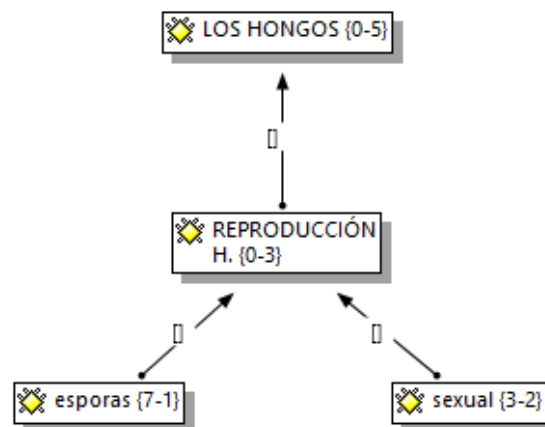 LOS HONGOS {0-5}
[]
REPRODUCCIÓN
H. {0-3}
[]
[]
esporas {7-1}
sexual {3-2}